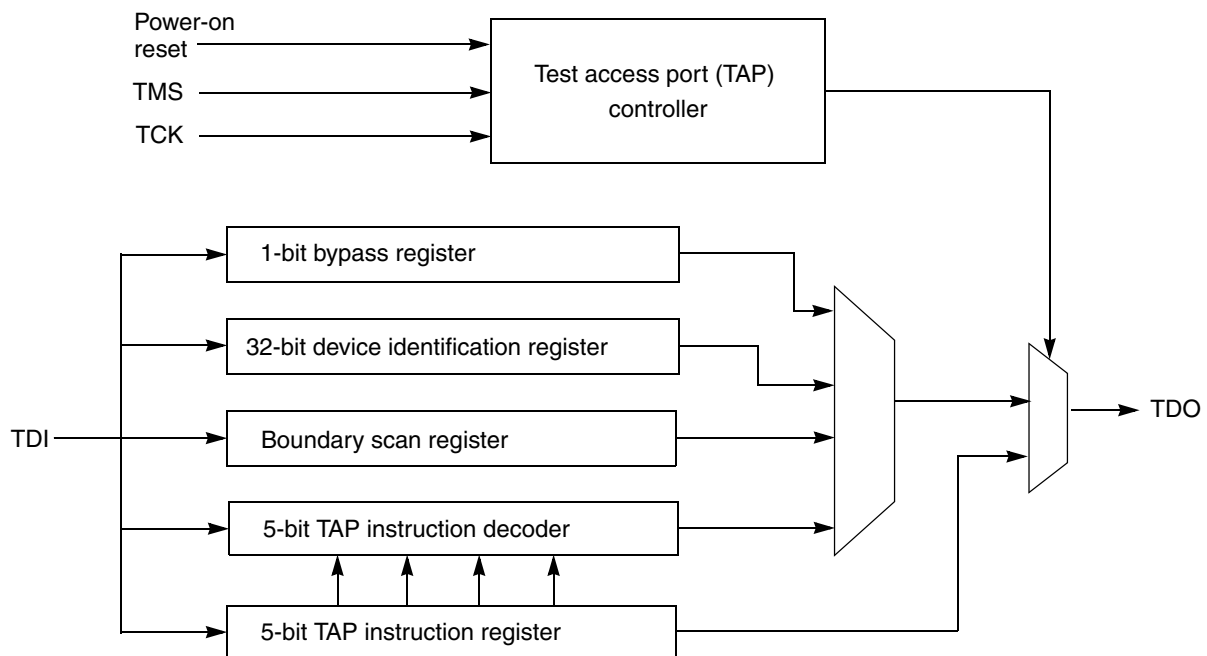 Power-on
reset
TMS
TCK
Test access port (TAP)
controller
1-bit bypass register
32-bit device identification register
TDI
Boundary scan register
TDO
5-bit TAP instruction decoder
5-bit TAP instruction register